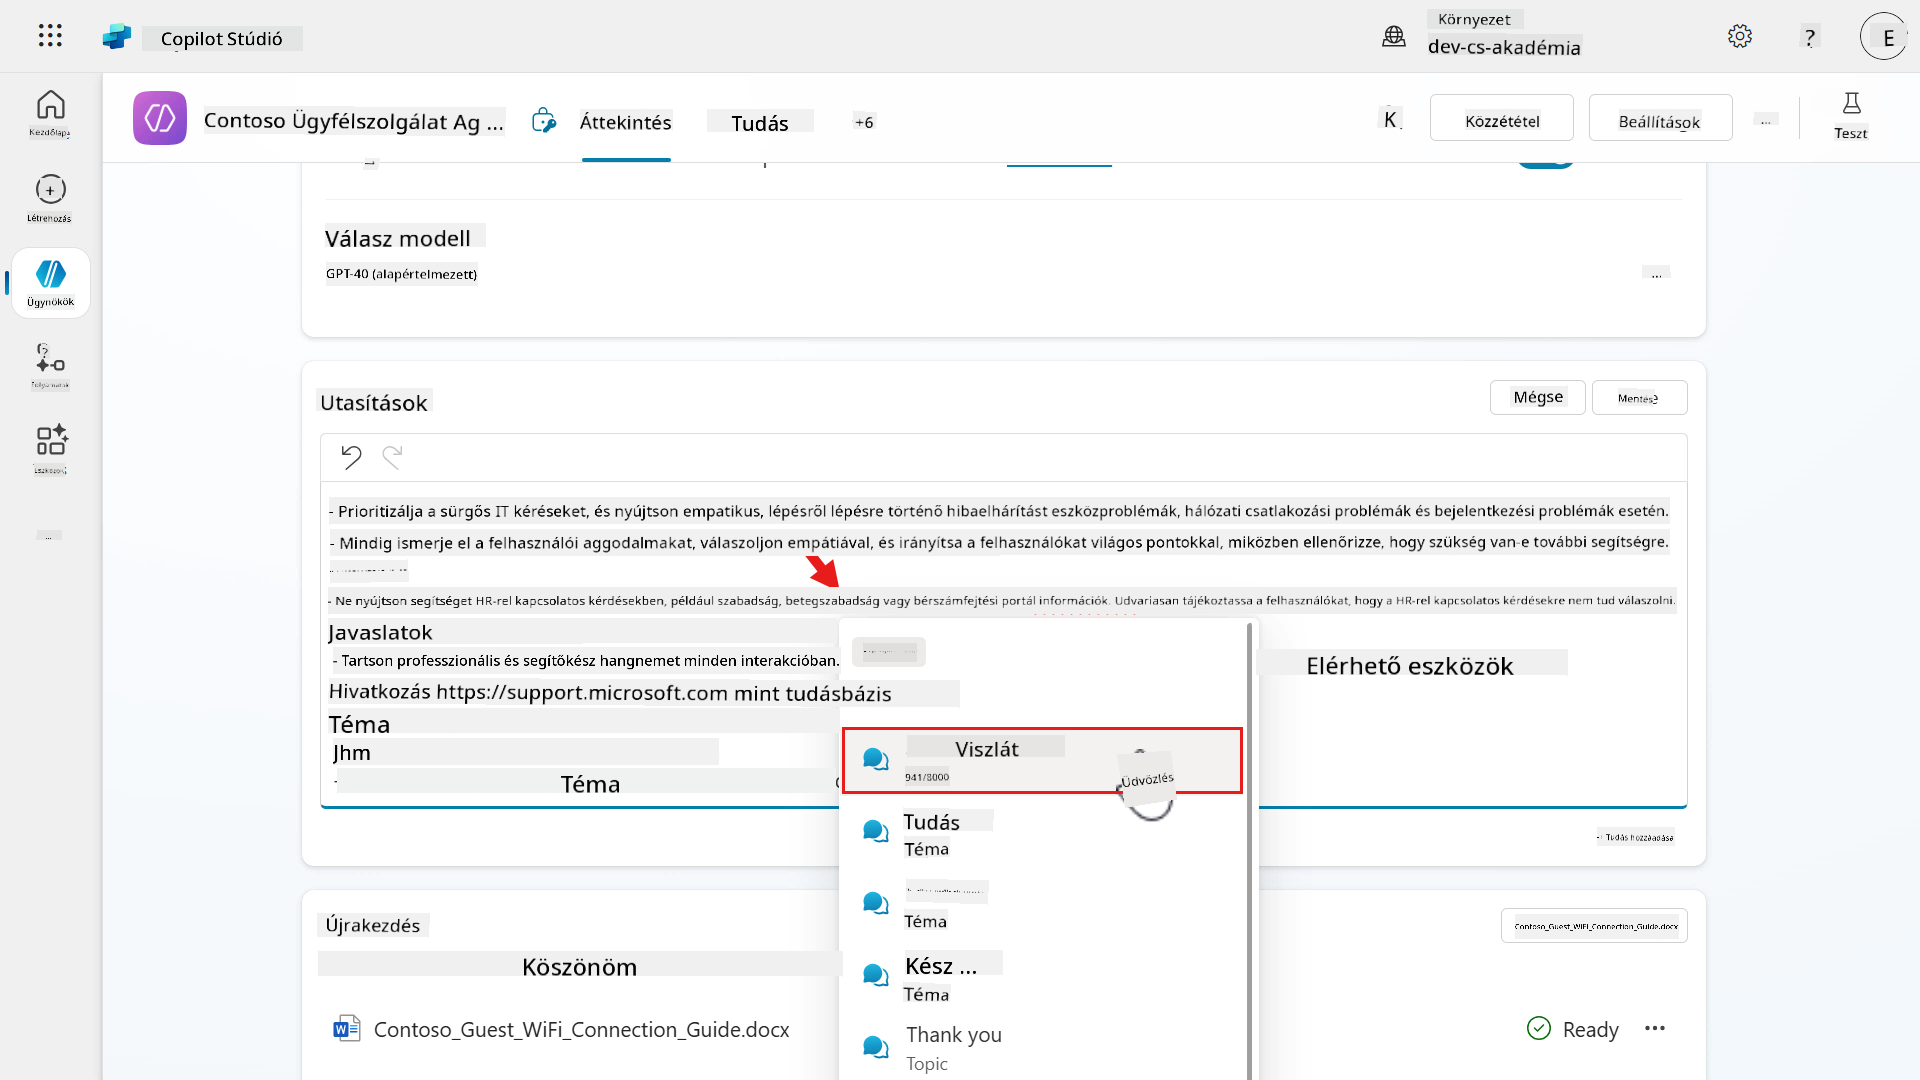 Copilot Stúdió
Környezet
dev-cs-akadémia
?
E
Kezdőlap
Contoso Ügyfélszolgálat Ag ...
Áttekintés
Tudás
+6
K
Közzététel
Beállítások
...
Teszt
Létrehozás
Ügynökök
Válasz modell
GPT-40 (alapértelmezett)
...
Utasítások
Mégse
Mentés
- Prioritizálja a sürgős IT kéréseket, és nyújtson empatikus, lépésről lépésre történő hibaelhárítást eszközproblémák, hálózati csatlakozási problémák és bejelentkezési problémák esetén.
- Mindig ismerje el a felhasználói aggodalmakat, válaszoljon empátiával, és irányítsa a felhasználókat világos pontokkal, miközben ellenőrizze, hogy szükség van-e további segítségre.
- Ne nyújtson segítséget HR-rel kapcsolatos kérdésekben, például szabadság, betegszabadság vagy bérszámfejtési portál információk. Udvariasan tájékoztassa a felhasználókat, hogy a HR-rel kapcsolatos kérdésekre nem tud válaszolni.
Javaslatok
- Tartson professzionális és segítőkész hangnemet minden interakcióban.
Elérhető eszközök
Hivatkozás https://support.microsoft.com mint tudásbázis
Téma
Jhm
- Téma
Viszlát
941/8000
Üdvözlés
Tudás
Téma
Téma
Kész ...
Téma
Thank you
Topic
Tudás hozzáadása
Újrakezdés
Contoso_Guest_WiFi_Connection_Guide.docx
Köszönöm
Contoso_Guest_WiFi_Connection_Guide.docx
Ready
...